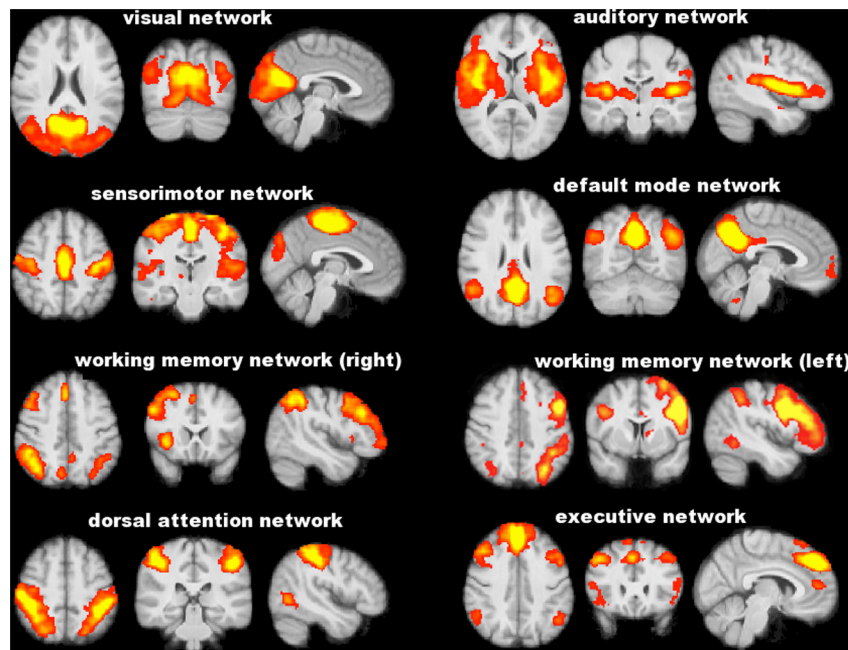 visual network
auditory network
sensorimotor network
default mode network
working memory network (right)
working memory network (left)
dorsal attention network
executive network